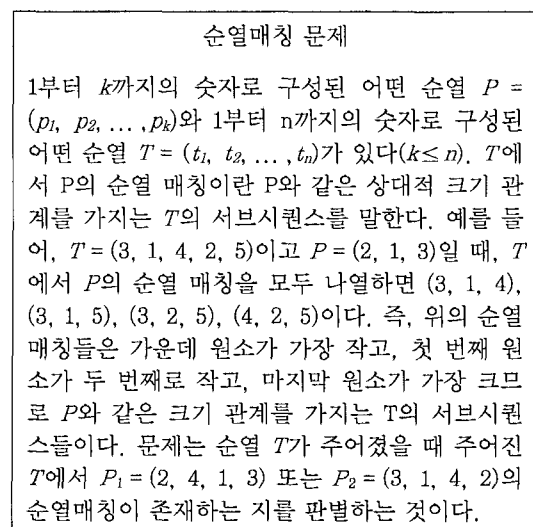 순열매칭 문제
1부터 k까지의 숫자로 구성된 어떤 순열 P =
(p₁, p₂, ... ,pₖ)와 1부터 n까지의 숫자로 구성된
어떤 순열 T = (t₁, t₂, ... ,tₙ)가 있다(k≤ n). T에
서 P의 순열 매칭이란 P와 같은 상대적 크기 관
계를 가지는 T의 서브시퀀스를 말한다. 예를 들
어, T = (3, 1, 4, 2, 5)이고 P = (2, 1, 3)일 때, T
에서 P의 순열 매칭을 모두 나열하면 (3, 1, 4),
(3, 1, 5), (3, 2, 5), (4, 2, 5)이다. 즉, 위의 순열
매칭들은 가운데 원소가 가장 작고, 첫 번째 원
소가 두 번째로 작고, 마지막 원소가 가장 크므
로 P와 같은 크기 관계를 가지는 T의 서브시퀀
스들이다. 문제는 순열 T가 주어졌을 때 주어진
T에서 P₁ = (2, 4, 1, 3) 또는 P₂ = (3, 1, 4, 2)의
순열매칭이 존재하는 지를 판별하는 것이다.